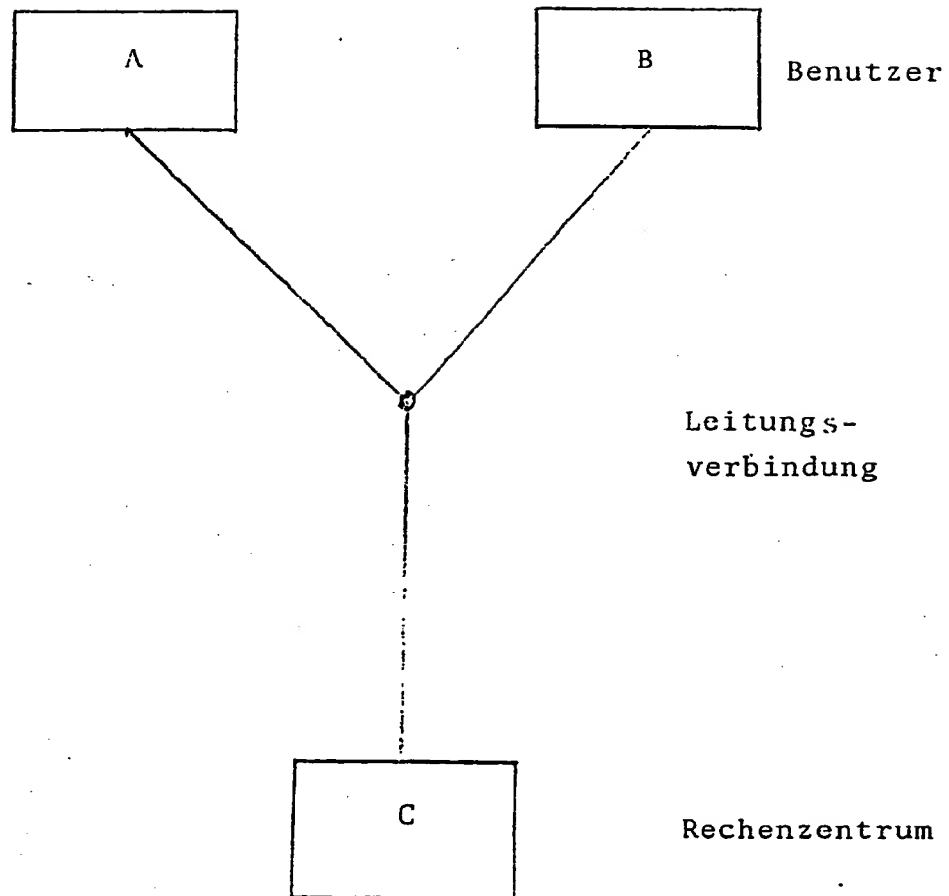 A
B
Benutzer
Leitungs-
verbindung
C
Rechenzentrum